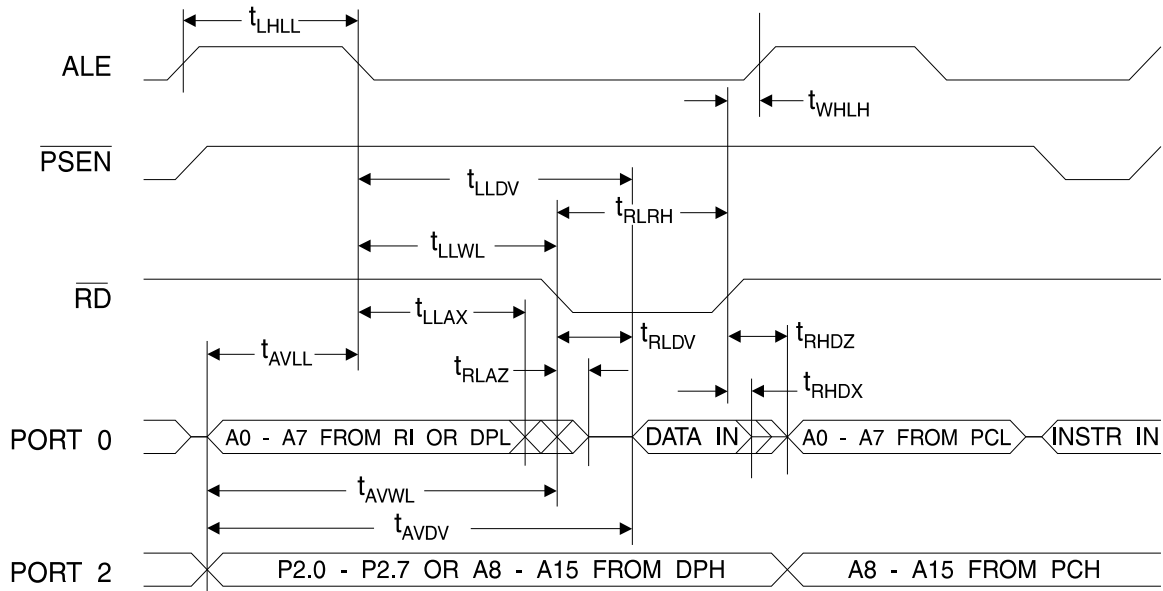 tLHLL
ALE
tWHLH
PSEN
tLLDV
tRLRH
tLLWL
RD
tLLAX
tRLDV
tRHDZ
tAVLL
tRLAZ
tRHDX
PORT 0
A0 - A7 FROM RI OR DPL
DATA IN
A0 - A7 FROM PCL
INSTR IN
tAVWL
tAVDV
PORT 2
P2.0 - P2.7 OR A8 - A15 FROM DPH
A8 - A15 FROM PCH